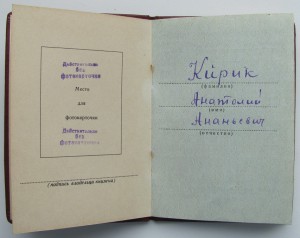 Действительно
без
фотокарточки
Место
для
фотокарточки
Действительно
без
фотокарточки
(подпись владельца книжки)
Кирик
(фамилия)
Анатолий
(имя)
Ананьевич
(отчество)